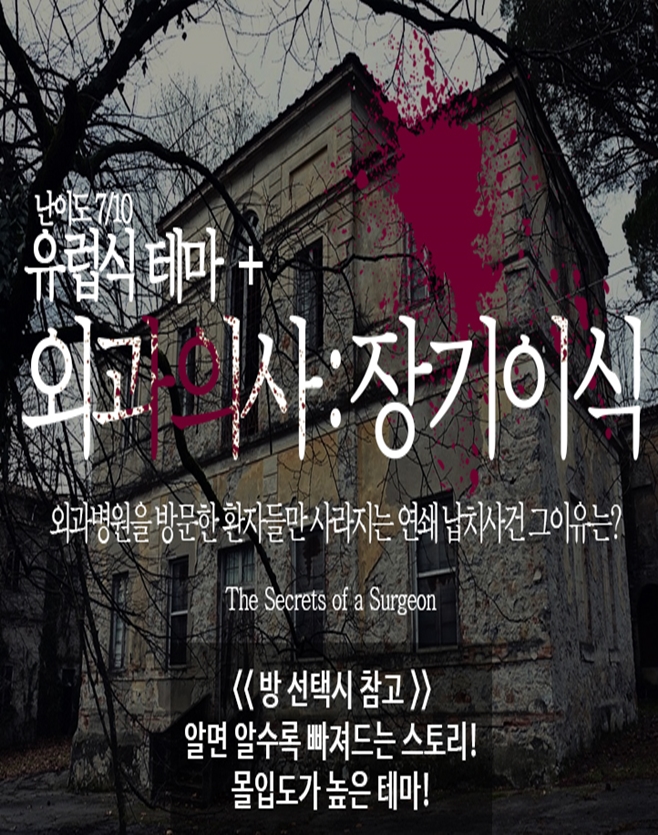 난이도 7/10
유럽식 테마 +
외과의사:장기이식
외과병원을 방문한 환자들만 사라지는 연쇄 납치사건 그이유는?
The Secrets of a Surgeon
《 방 선택시 참고 》
알면 알수록 빠져드는 스토리!
몰입도가 높은 테마!